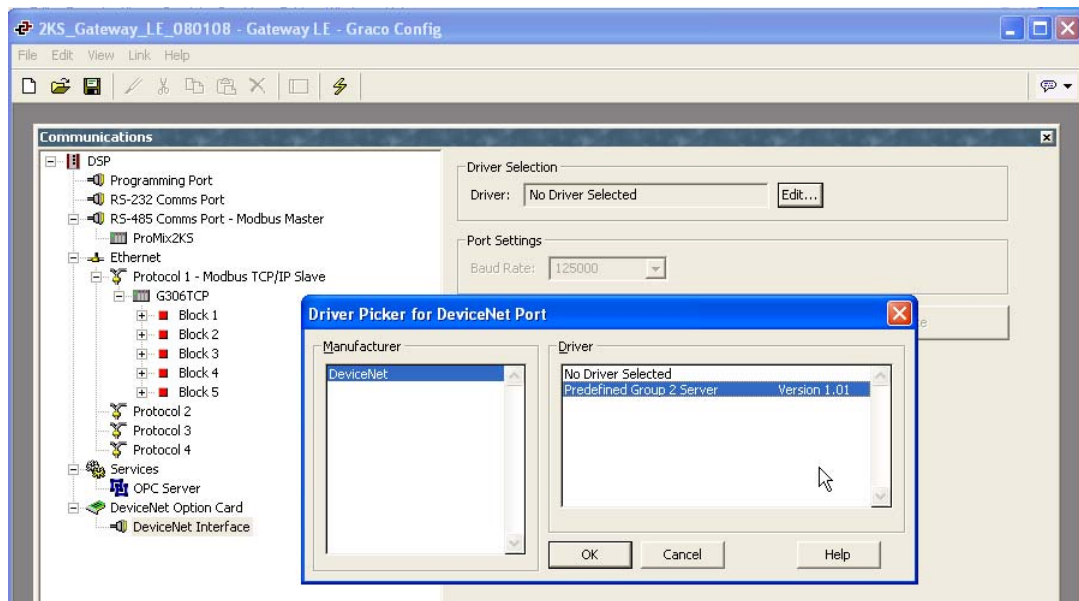 2KS_Gateway_LE_080108 - Gateway LE - Graco Config
File Edit View Link Help
Communications
DSP
Programming Port
RS-232 Comms Port
RS-485 Comms Port - Modbus Master
ProMix2KS
Ethernet
Protocol 1 - Modbus TCP/IP Slave
G306TCP
Block 1
Block 2
Block 3
Block 4
Block 5
Protocol 2
Protocol 3
Protocol 4
Services
OPC Server
DeviceNet Option Card
DeviceNet Interface
Driver Selection
Driver: No Driver Selected Edit...
Port Settings
Baud Rate: 125000
Driver Picker for DeviceNet Port
Manufacturer
DeviceNet
Driver
No Driver Selected
Predefined Group 2 Server Version 1.01
OK Cancel Help